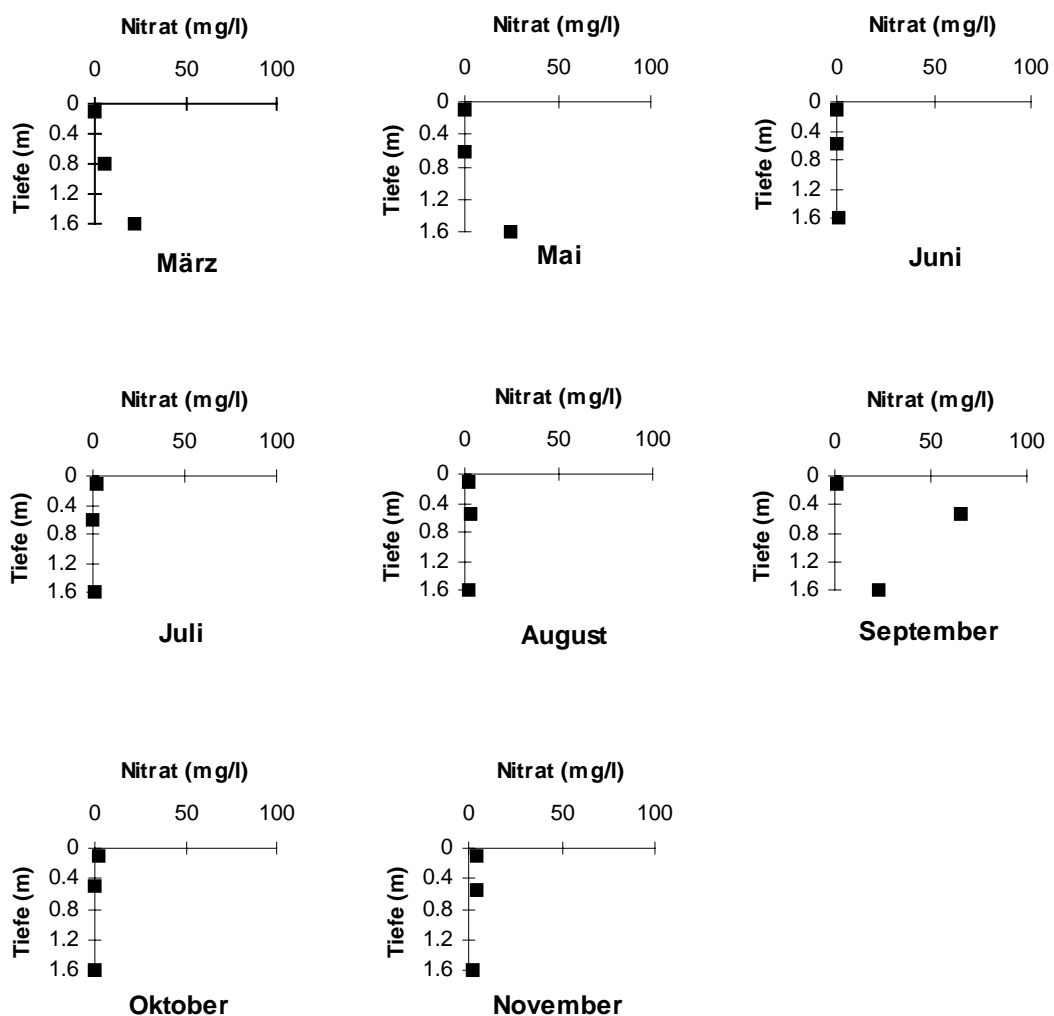 Nitrat (mg/l)
0 50 100
0
0.4
0.8
1.2
1.6
Tiefe (m)
März
Nitrat (mg/l)
0 50 100
0
0.4
0.8
1.2
1.6
Tiefe (m)
Mai
Nitrat (mg/l)
0 50 100
0
0.4
0.8
1.2
1.6
Tiefe (m)
Juni
Nitrat (mg/l)
0 50 100
0
0.4
0.8
1.2
1.6
Tiefe (m)
Juli
Nitrat (mg/l)
0 50 100
0
0.4
0.8
1.2
1.6
Tiefe (m)
August
Nitrat (mg/l)
0 50 100
0
0.4
0.8
1.2
1.6
Tiefe (m)
September
Nitrat (mg/l)
0 50 100
0
0.4
0.8
1.2
1.6
Tiefe (m)
Oktober
Nitrat (mg/l)
0 50 100
0
0.4
0.8
1.2
1.6
Tiefe (m)
November